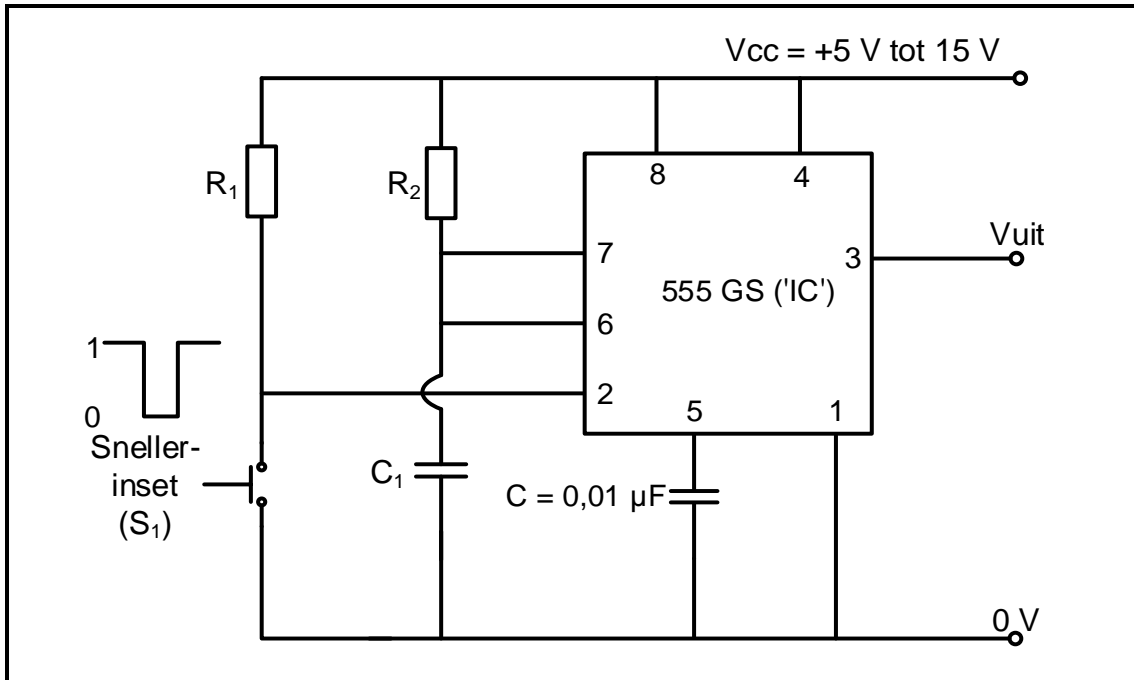 Vcc = +5 V tot 15 V
R₁
R₂
8
4
7
6
2
3
5
1
555 GS ('IC')
Vuit
1
0
Sneller-
inset
(S₁)
C₁
C = 0,01 µF
0 V